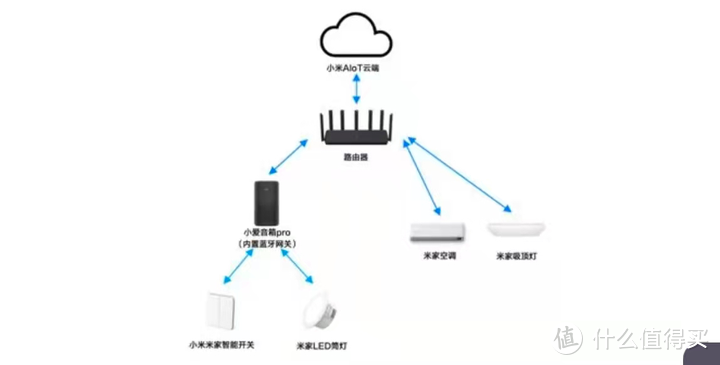 小米AIoT云端
路由器
小爱音箱pro
（内置蓝牙网关）
米家空调
米家吸顶灯
小米米家智能开关
米家LED筒灯
值 什么值得买